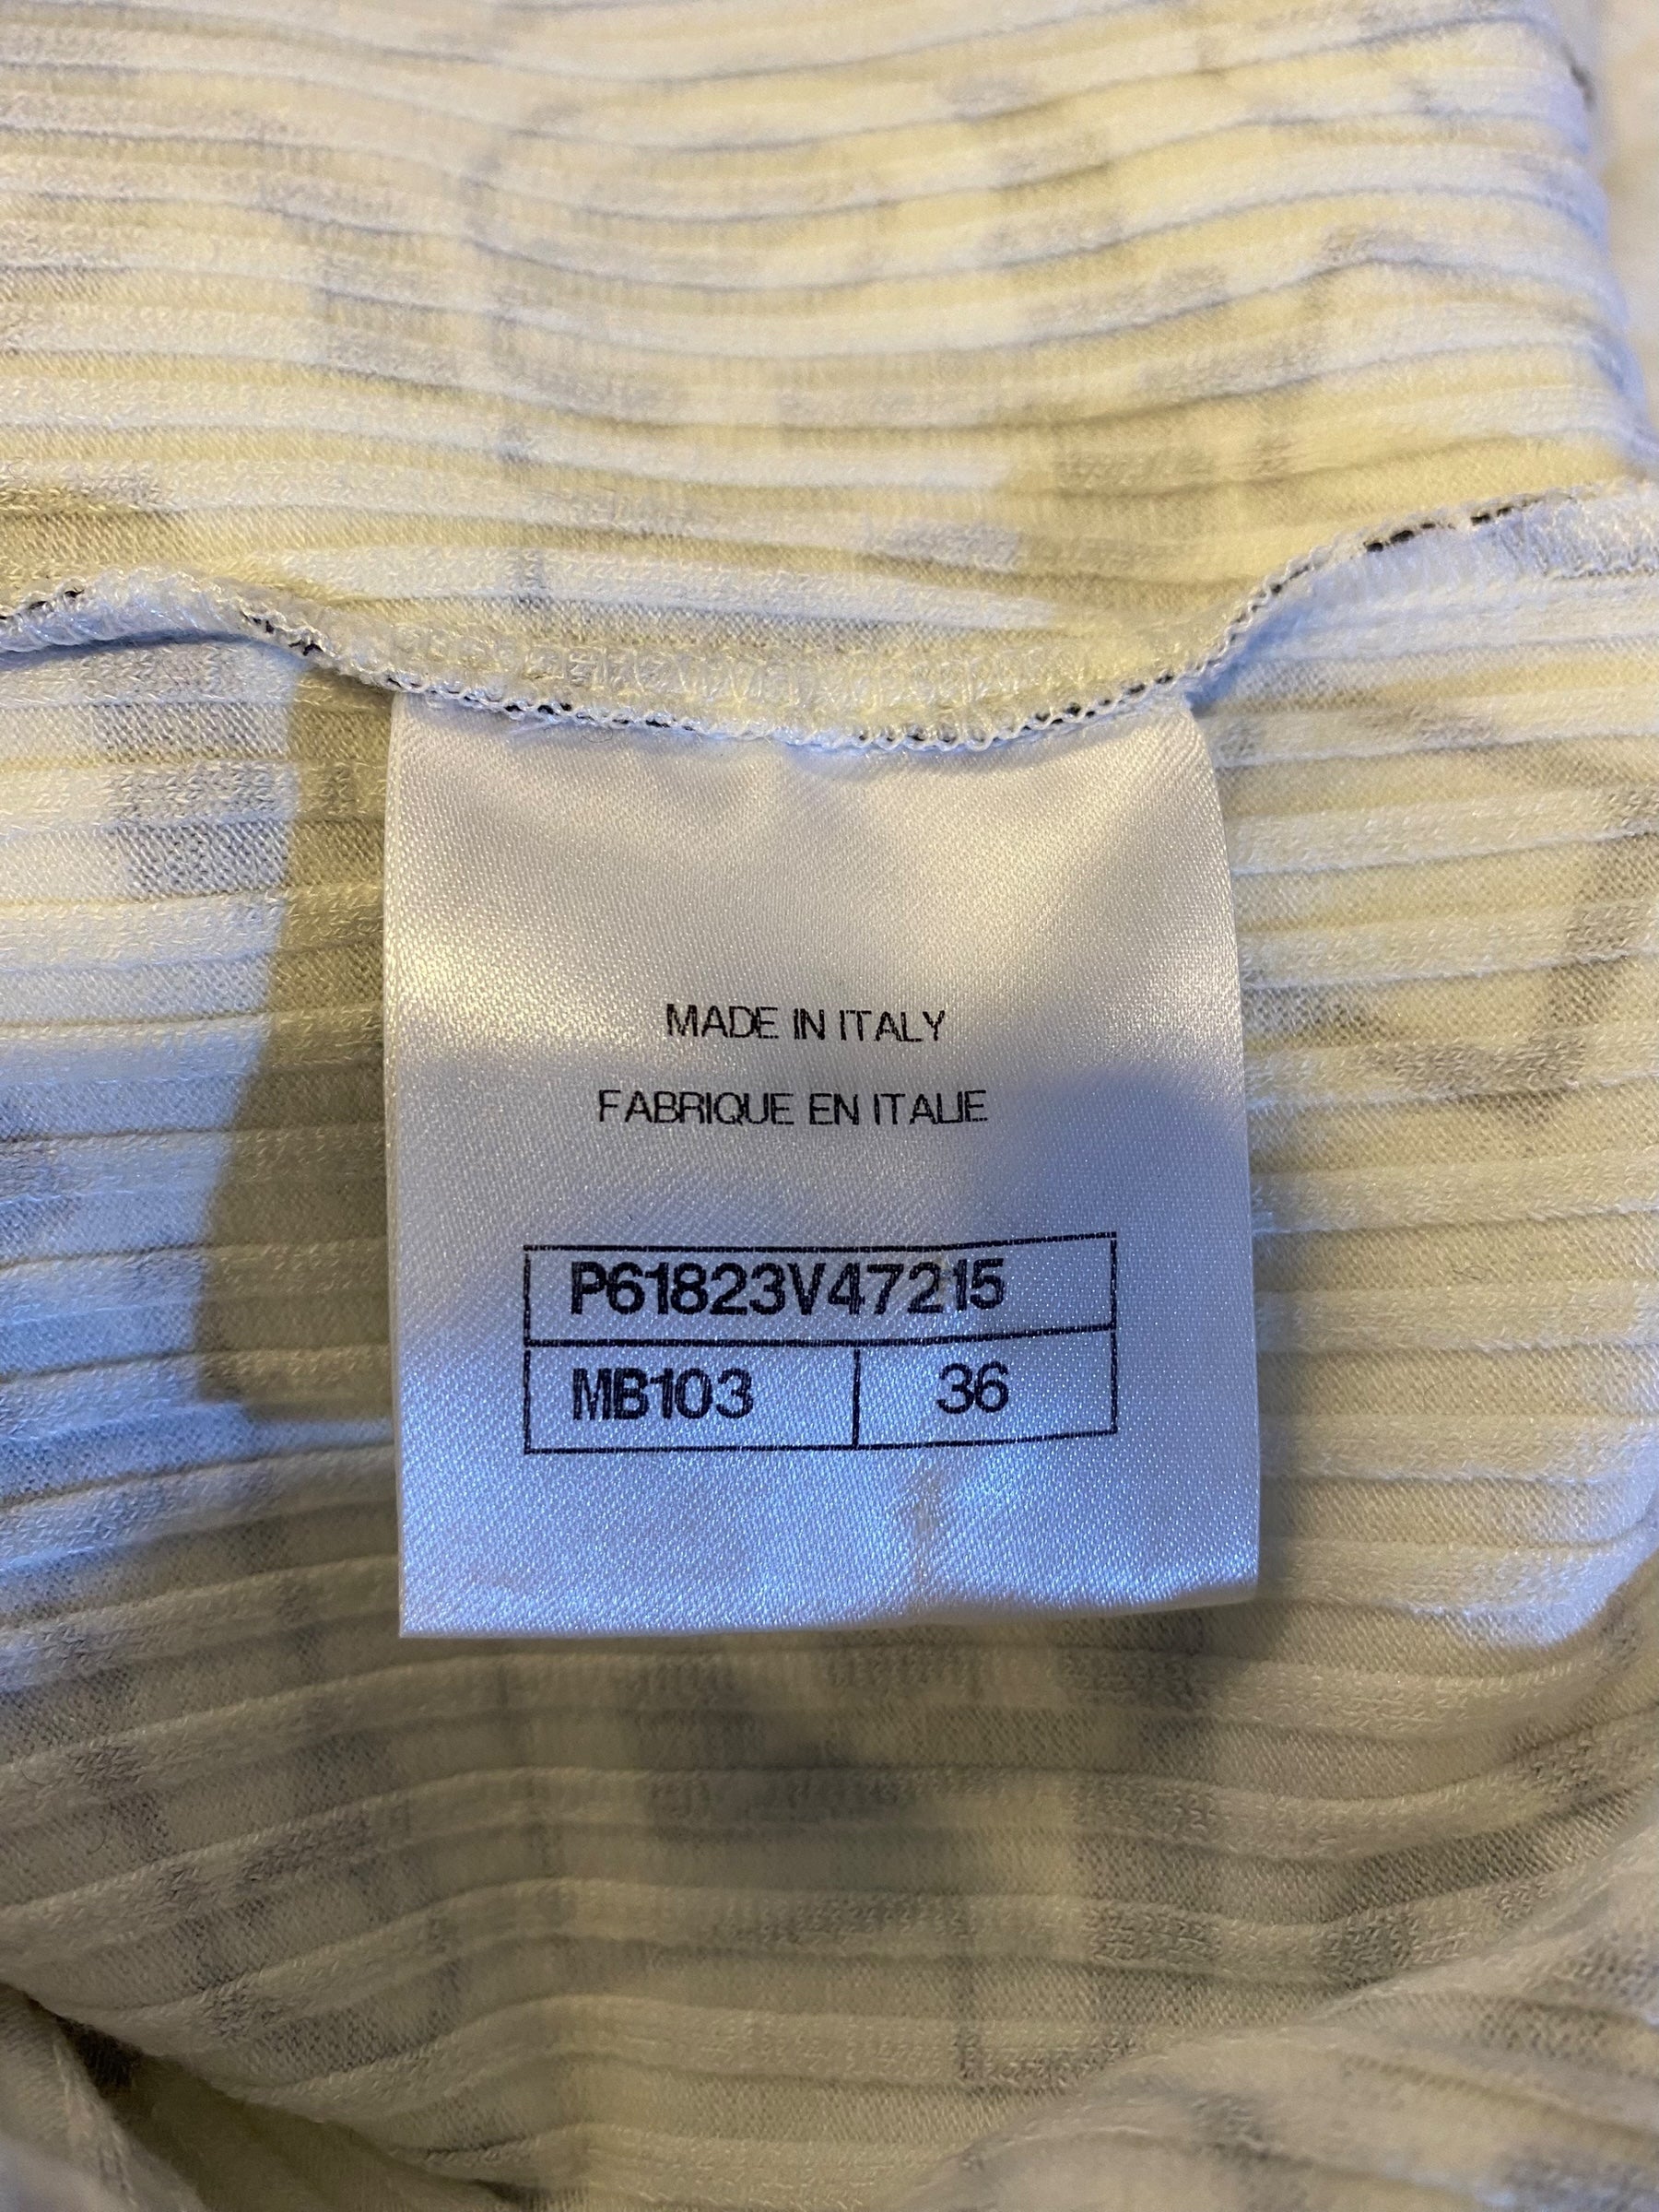 MADE IN ITALY
FABRIQUE EN ITALIE
P61823V47215
MB103 36